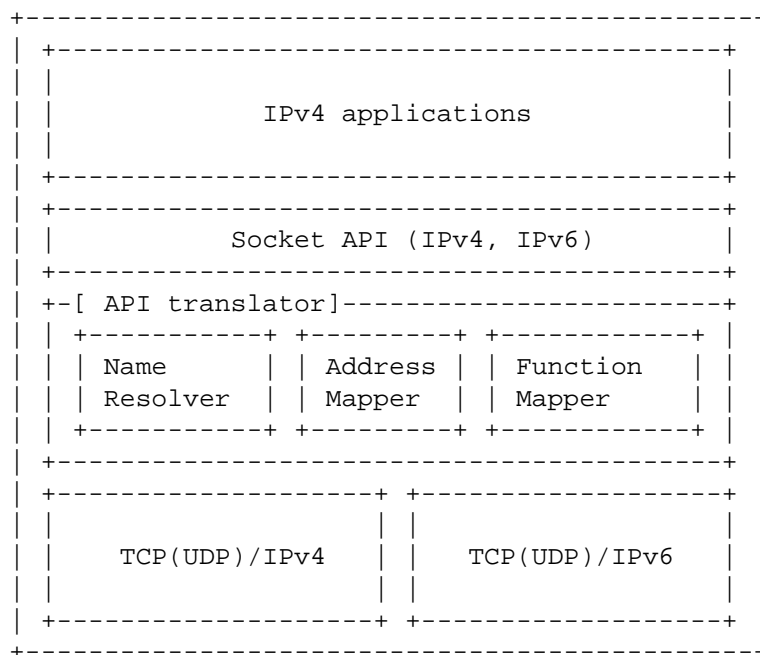 IPv4 applications
Socket API (IPv4, IPv6)
[ API translator]
Name Address Function
Resolver Mapper Mapper
TCP(UDP)/IPv4 TCP(UDP)/IPv6